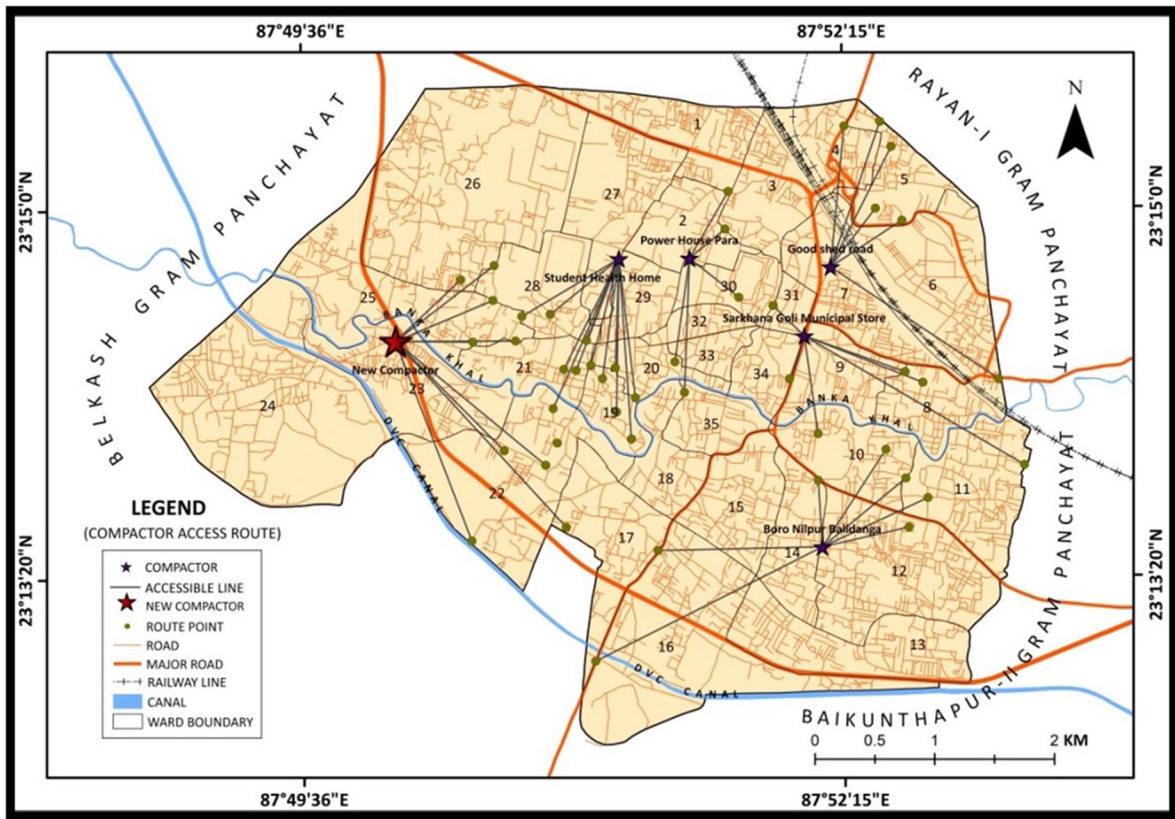 87°49'36"E
87°52'15"E
23°15'0"N
23°15'0"N
23°13'20"N
23°13'20"N
87°49'36"E
87°52'15"E
N
BELKASH GRAM PANCHAYAT
RAYAN-I GRAM PANCHAYAT
BAIKUNTHAPUR-II GRAM PANCHAYAT
1
4
3
5
26
27
2
Power House Para
Good shed road
Student Health Home
28
29
30
31
7
6
25
BANKA KHAL
32
Sarkhana Goli Municipal Store
New Compactor
23
21
20
33
34
9
8
24
19
35
BANKA KHAL
10
DVC CANAL
22
18
15
11
17
Boro Nilpur Balidanga
14
12
16
13
DVC CANAL
LEGEND
(COMPACTOR ACCESS ROUTE)
COMPACTOR
ACCESSIBLE LINE
NEW COMPACTOR
ROUTE POINT
ROAD
MAJOR ROAD
RAILWAY LINE
CANAL
WARD BOUNDARY
0 0.5 1 2 KM